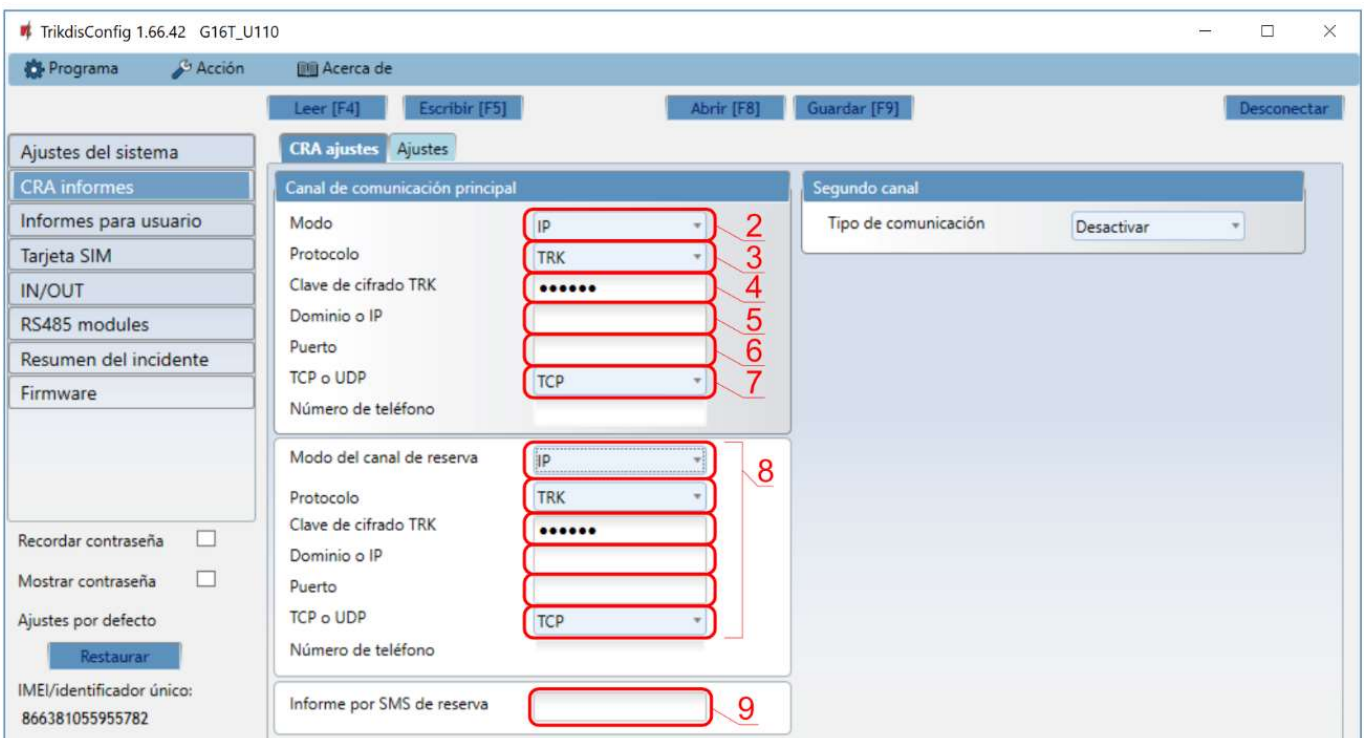 TrikdisConfig 1.66.42 G16T_U110
Programa Acción Acerca de
Leer [F4] Escribir [F5] Abrir [F8] Guardar [F9] Desconectar
Ajustes del sistema
CRA informes
Informes para usuario
Tarjeta SIM
IN/OUT
RS485 modules
Resumen del incidente
Firmware
Recordar contraseña
Mostrar contraseña
Ajustes por defecto
Restaurar
IMEI/identificador único:
866381055955782
CRA ajustes Ajustes
Canal de comunicación principal
Modo IP 2
Protocolo TRK 3
Clave de cifrado TRK •••••• 4
Dominio o IP 5
Puerto 6
TCP o UDP TCP 7
Número de teléfono
Modo del canal de reserva IP 8
Protocolo TRK
Clave de cifrado TRK ••••••
Dominio o IP
Puerto
TCP o UDP TCP
Número de teléfono
Informe por SMS de reserva 9
Segundo canal
Tipo de comunicación Desactivar